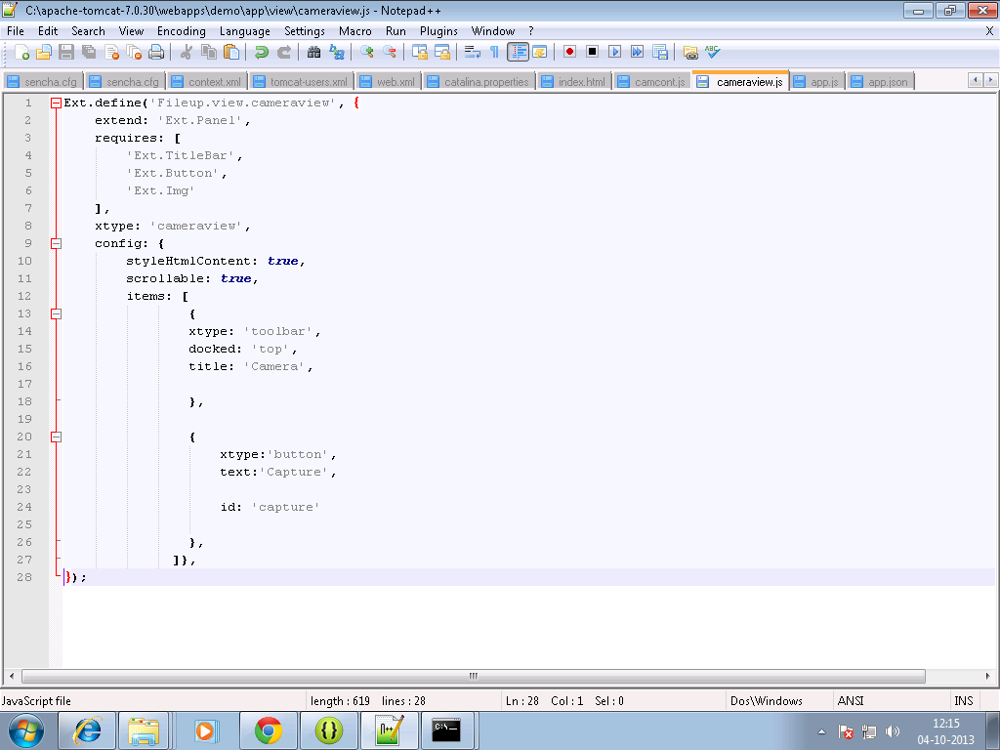 C:\apache-tomcat-7.0.30\webapps\demo\app\view\cameraview.js - Notepad++
File Edit Search View Encoding Language Settings Macro Run Plugins Window ? X
sencha.cfg sencha.cfg context.xml tomcat-users.xml web.xml catalina.properties index.html camcont.js cameraview.js app.js app.json
1 Ext.define('Fileup.view.cameraview', {
2 extend: 'Ext.Panel',
3 requires: [
4 'Ext.TitleBar',
5 'Ext.Button',
6 'Ext.Img'
7 ],
8 xtype: 'cameraview',
9 config: {
10 styleHtmlContent: true,
11 scrollable: true,
12 items: [
13 {
14 xtype: 'toolbar',
15 docked: 'top',
16 title: 'Camera',
17
18 },
19
20 {
21 xtype:'button',
22 text:'Capture',
23
24 id: 'capture'
25
26 },
27 ]},
28 });
JavaScript file length : 619 lines : 28 Ln : 28 Col : 1 Sel : 0 Dos\Windows ANSI INS
12:15
04-10-2013